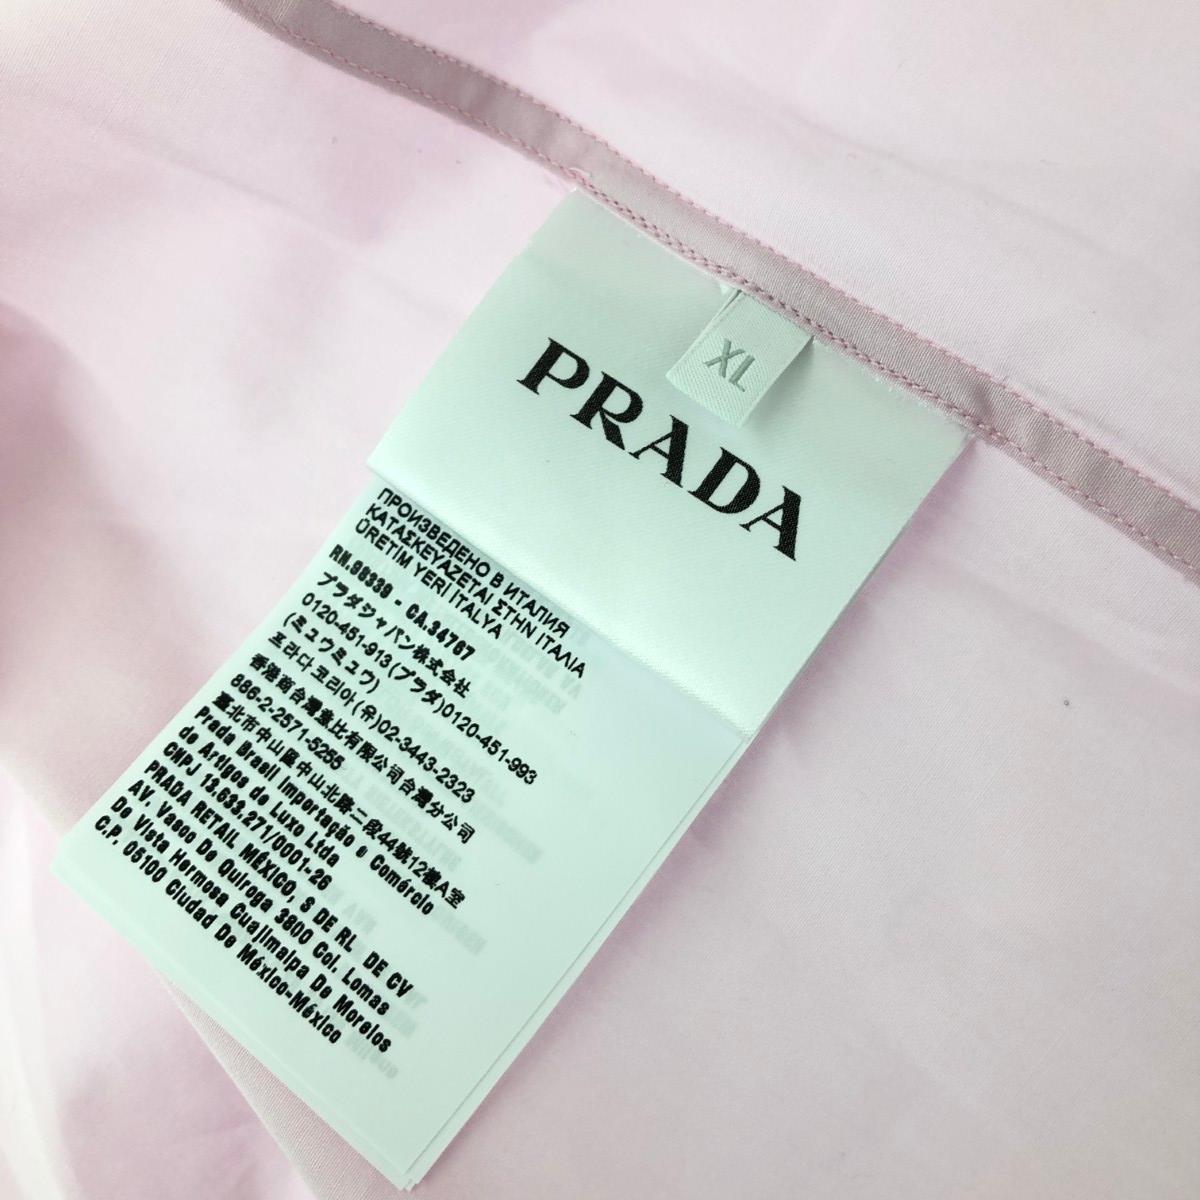 XL
PRADA
ПРОИЗВЕДЕНО В ИТАЛИЯ
ΚΑΤΑΣΚΕΥΑΖΕΤΑΙ ΣΤΗΝ ΙΤΑΛΙΑ
ÜRETİM YERİ İTALYA
RN.98339 - CA.34767
プラダジャパン株式会社
0120-451-913(プラダ)0120-451-993
(ミュウミュウ)
프라다코리아(유)02-3443-2323
香港商台灣象比有限公司台灣分公司
886-2-2571-5255
臺北市中山區中山北路二段44號12樓A室
Prada Brasil Importação e Comércio
de Artigos de Luxo Ltda
CNPJ 13.633.271/0001-26
PRADA RETAIL MÉXICO, S DE RL DE CV
AV. Vasco De Quiroga 3800 Col. Lomas
De Vista Hermosa Cuajimalpa De Morelos
C.P. 05100 Ciudad De México-México